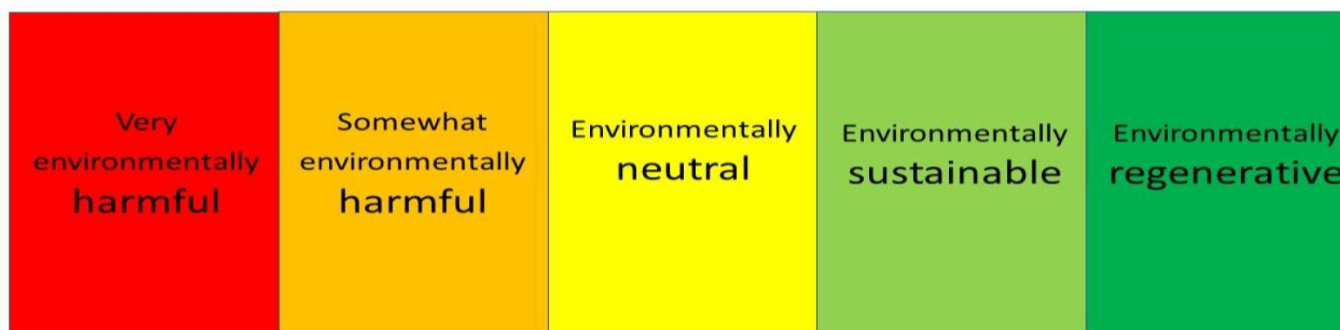 Very
environmentally
harmful
Somewhat
environmentally
harmful
Environmentally
neutral
Environmentally
sustainable
Environmentally
regenerative